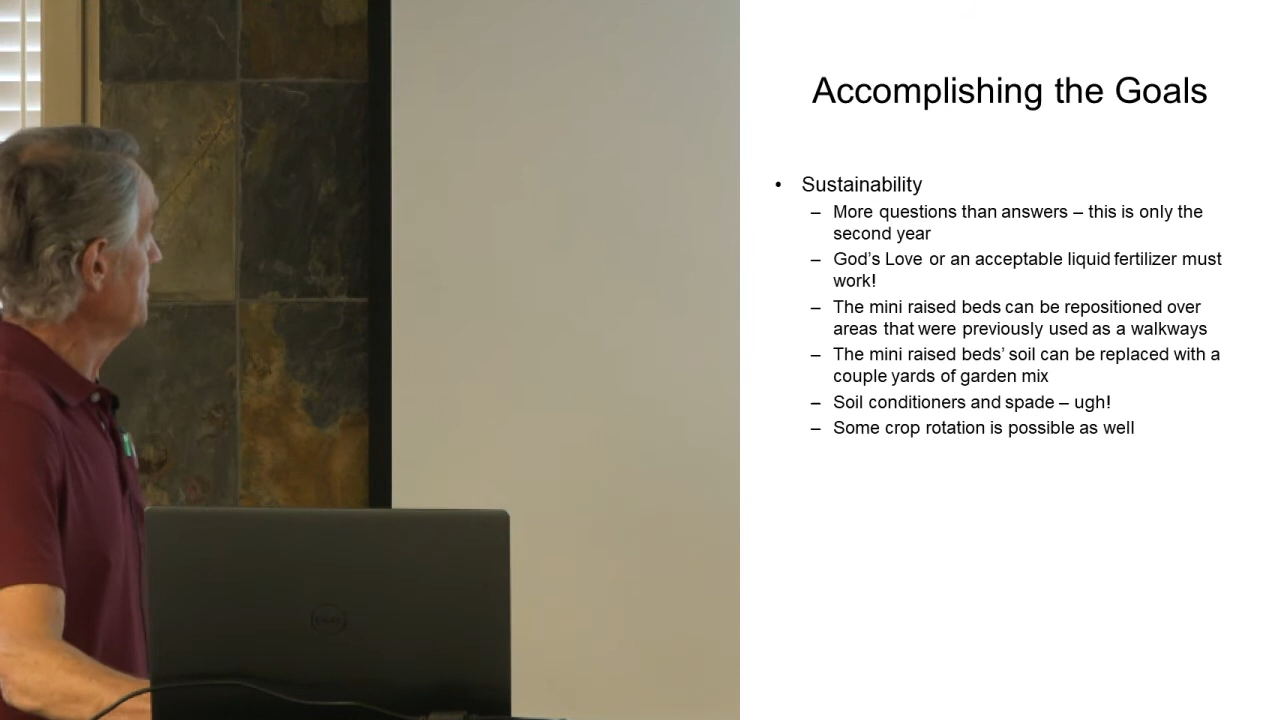 Accomplishing the Goals
• Sustainability
– More questions than answers – this is only the
second year
– God's Love or an acceptable liquid fertilizer must
work!
– The mini raised beds can be repositioned over
areas that were previously used as a walkways
– The mini raised beds' soil can be replaced with a
couple yards of garden mix
– Soil conditioners and spade – ugh!
– Some crop rotation is possible as well
DELL